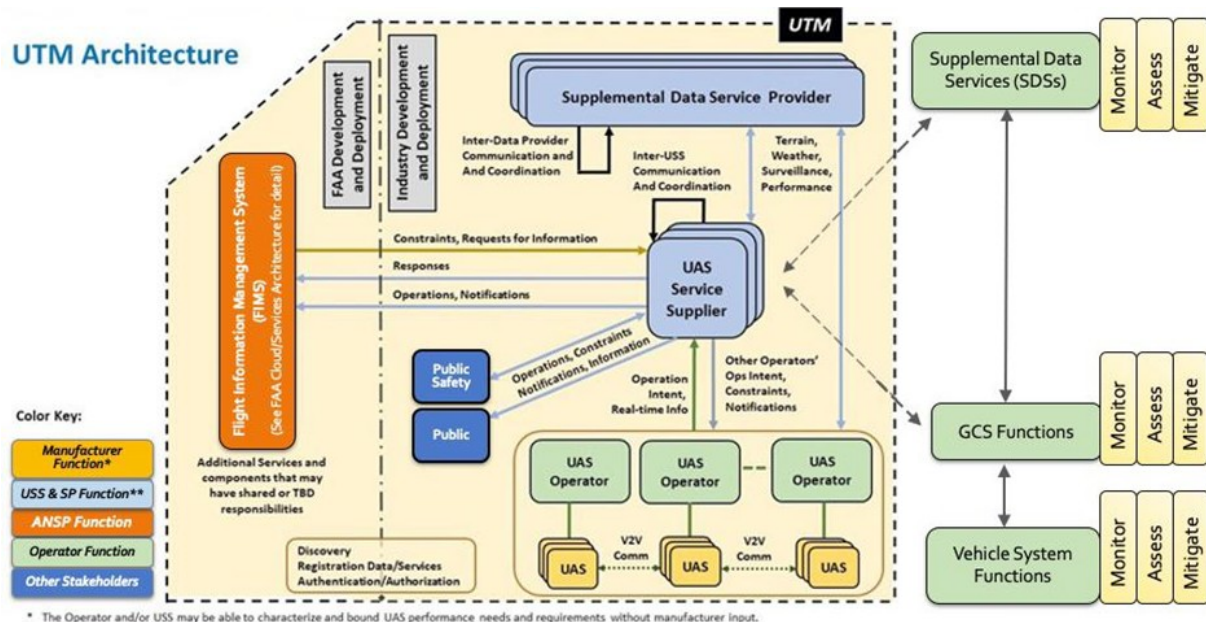 UTM Architecture
UTM
FAA Development
and Deployment
Industry Development
and Deployment
Supplemental Data Service Provider
Inter-Data Provider
Communication and
And Coordination
Inter-USS
Communication
And Coordination
Terrain,
Weather,
Surveillance,
Performance
Flight Information Management System
(FIMS)
(See FAA Cloud/Services Architecture for detail)
Constraints, Requests for Information
Responses
Operations, Notifications
UAS
Service
Supplier
Public
Safety
Public
Operations, Constraints
Notifications, Information
Operation
Intent,
Real-time Info
Other Operators'
Ops Intent,
Constraints,
Notifications
Additional Services and
components that may
have shared or TBD
responsibilities
Discovery
Registration Data/Services
Authentication/Authorization
UAS
Operator
UAS
Operator
UAS
Operator
UAS
V2V
Comm
UAS
V2V
Comm
UAS
Color Key:
Manufacturer
Function*
USS & SP Function**
ANSP Function
Operator Function
Other Stakeholders
* The Operator and/or USS may be able to characterize and bound UAS performance needs and requirements without manufacturer input.
Supplemental Data
Services (SDSs)
Monitor
Assess
Mitigate
GCS Functions
Monitor
Assess
Mitigate
Vehicle System
Functions
Monitor
Assess
Mitigate